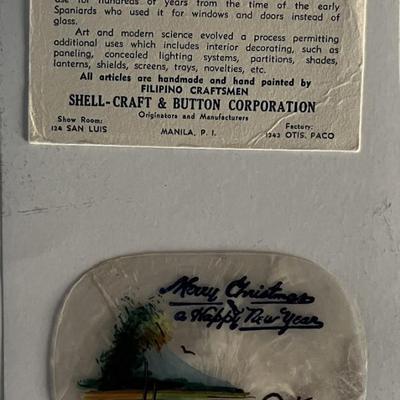 use for hundreds of years from the time of the early
Spaniards who used it for windows and doors instead of
glass.
Art and modern science evolved a process permitting
additional uses which includes interior decorating, such as
paneling, concealed lighting systems, partitions, shades,
lanterns, shields, screens, trays, novelties, etc.
All articles are handmade and hand painted by
FILIPINO CRAFTSMEN
SHELL-CRAFT & BUTTON CORPORATION
Originators and Manufacturers
Show Room:
124 SAN LUIS
MANILA, P. I.
Factory:
1343 OTIS, PACO
Merry Christmas
a Happy New Year